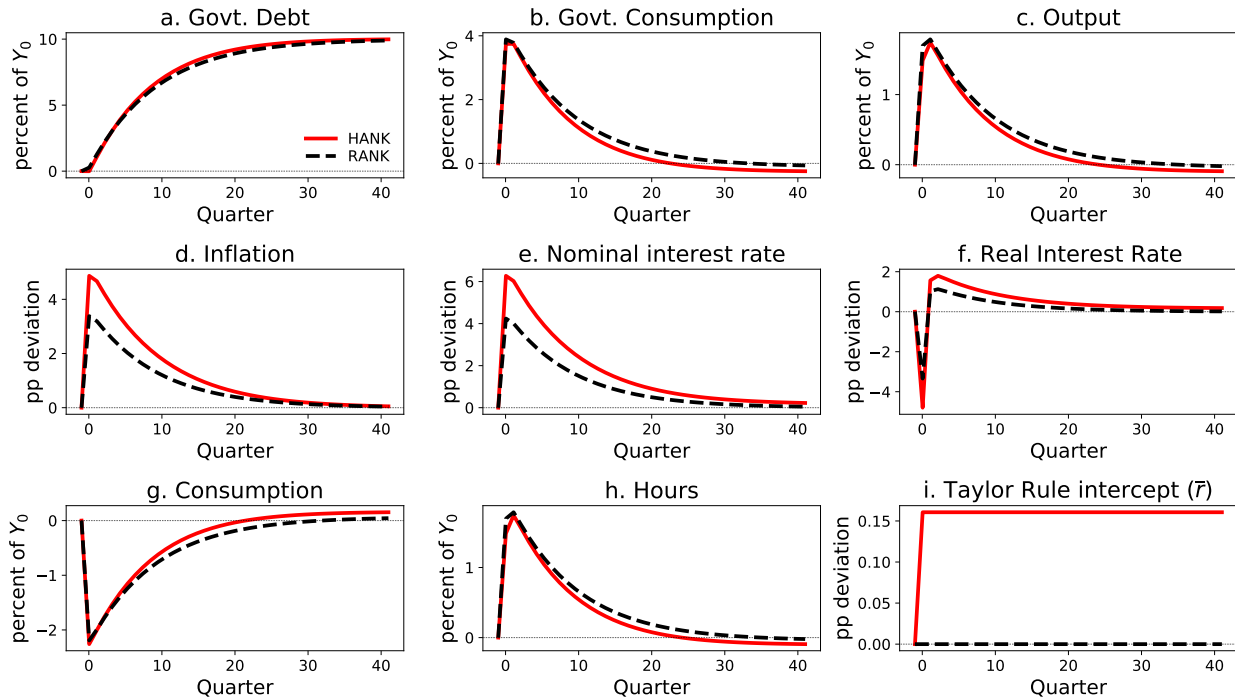 a. Govt. Debt
percent of Y0
10
5
0
HANK
RANK
0 10 20 30 40
Quarter
b. Govt. Consumption
percent of Y0
4
2
0
0 10 20 30 40
Quarter
c. Output
percent of Y0
1
0
0 10 20 30 40
Quarter
d. Inflation
pp deviation
4
2
0
0 10 20 30 40
Quarter
e. Nominal interest rate
pp deviation
6
4
2
0
0 10 20 30 40
Quarter
f. Real Interest Rate
pp deviation
2
0
−2
−4
0 10 20 30 40
Quarter
g. Consumption
percent of Y0
0
−1
−2
0 10 20 30 40
Quarter
h. Hours
percent of Y0
1
0
0 10 20 30 40
Quarter
i. Taylor Rule intercept (r̅)
pp deviation
0.15
0.10
0.05
0.00
0 10 20 30 40
Quarter